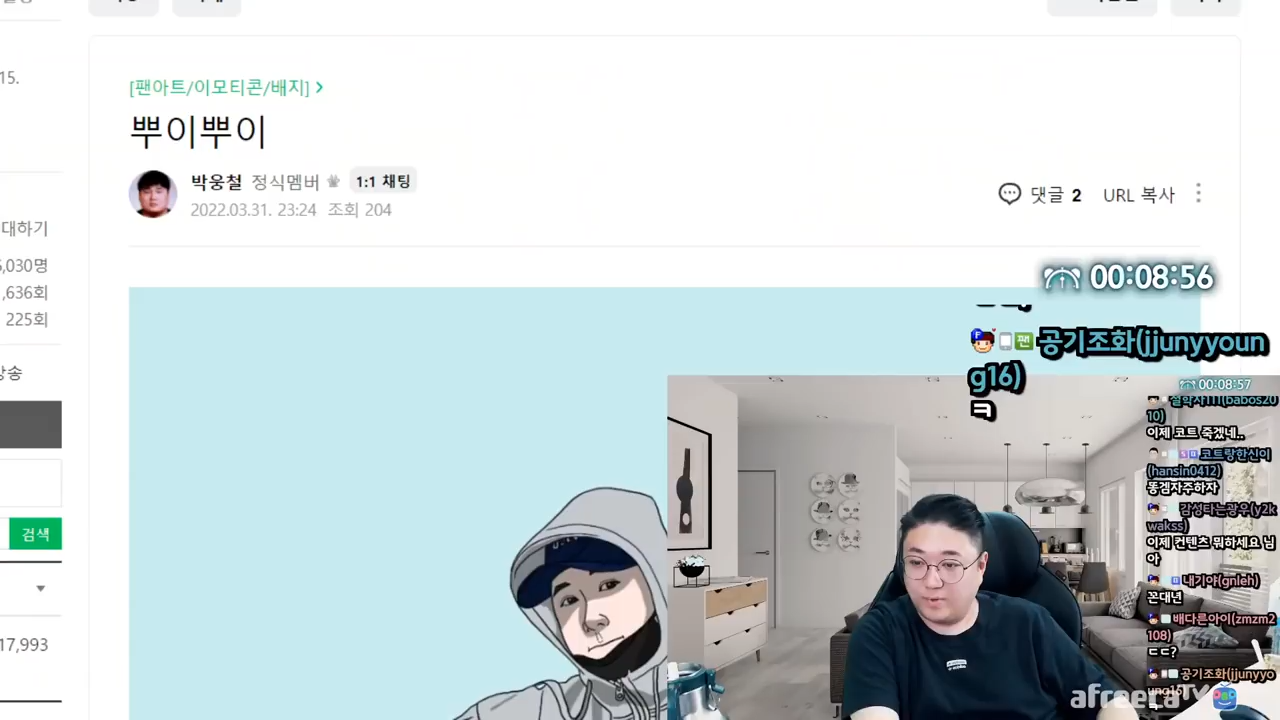 15.
[팬아트/이모티콘/배지] >
뿌이뿌이
박웅철 정식멤버 1:1 채팅
2022.03.31. 23:24 조회 204
댓글 2 URL 복사
대하기
,030명
,636회
225회
방송
검색
17,993
00:08:56
팬 공기조화(jjunyyoun
g16)
ㅋ
00:08:57
10)
이제 코트 죽겠네..
코트랑한신이
(hansin0412)
똥겜자주하자
감성타는광우(y2k
wakss)
이제 컨텐츠 뭐하세요 님
아
내기야(gnleh)
꼰대년
배다른아이(zmzm2
108)
ㄷㄷ?
공기조화(jjunyyo
ung16)
afreecaTV